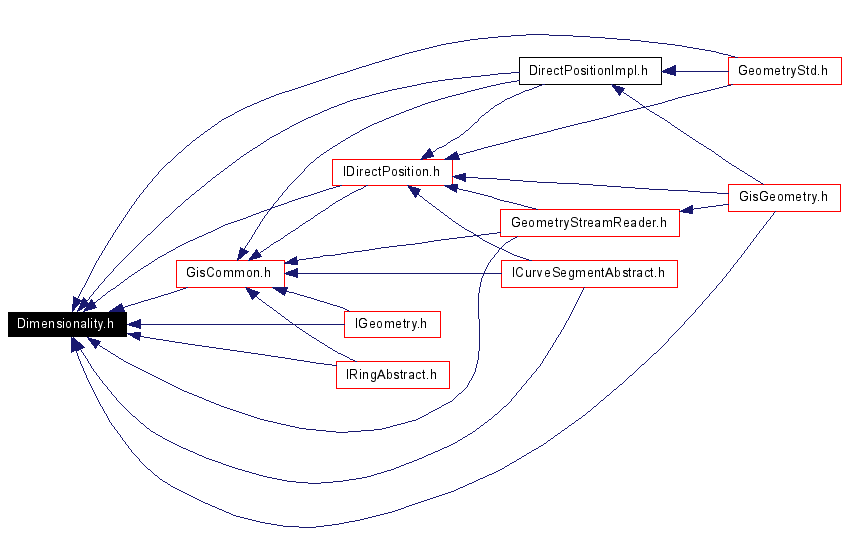 DirectPositionImpl.h
GeometryStd.h
IDirectPosition.h
GisGeometry.h
GeometryStreamReader.h
GisCommon.h
ICurveSegmentAbstract.h
Dimensionality.h
IGeometry.h
IRingAbstract.h